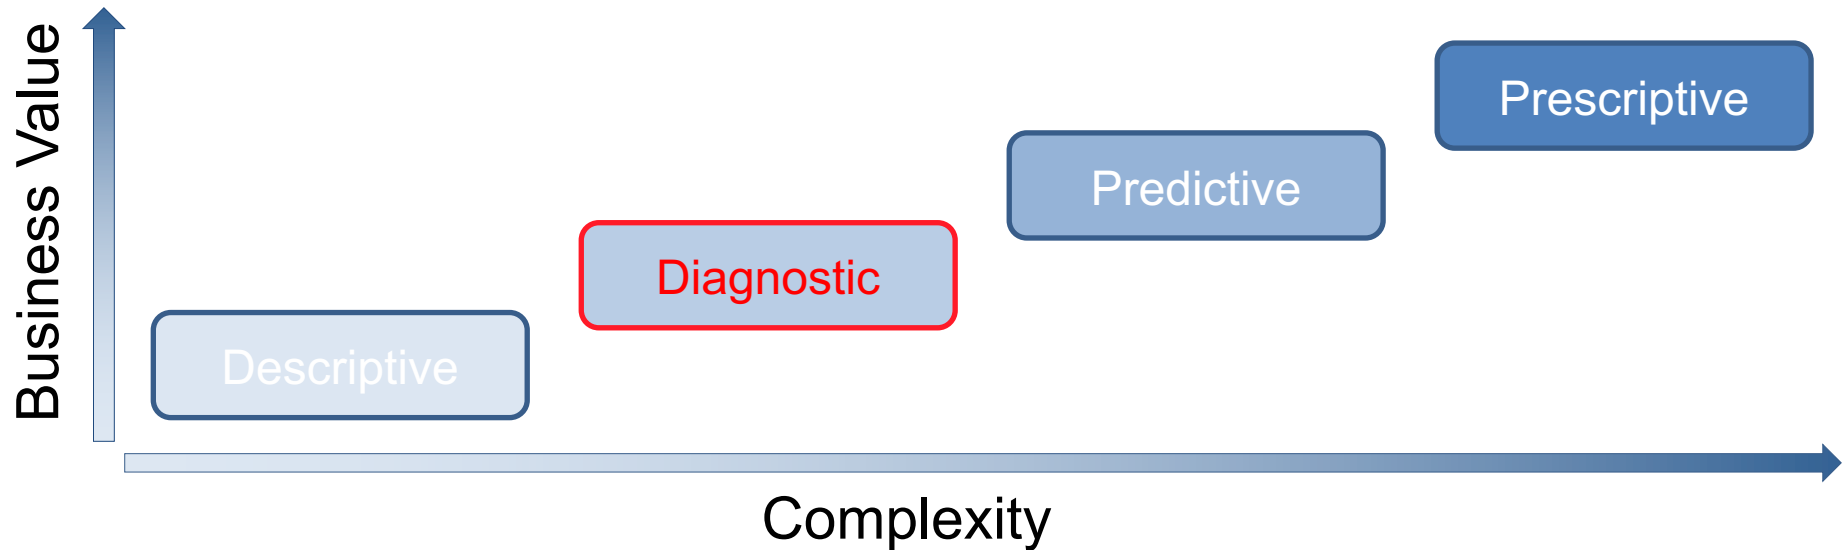 Business Value
Prescriptive
Predictive
Diagnostic
Descriptive
Complexity